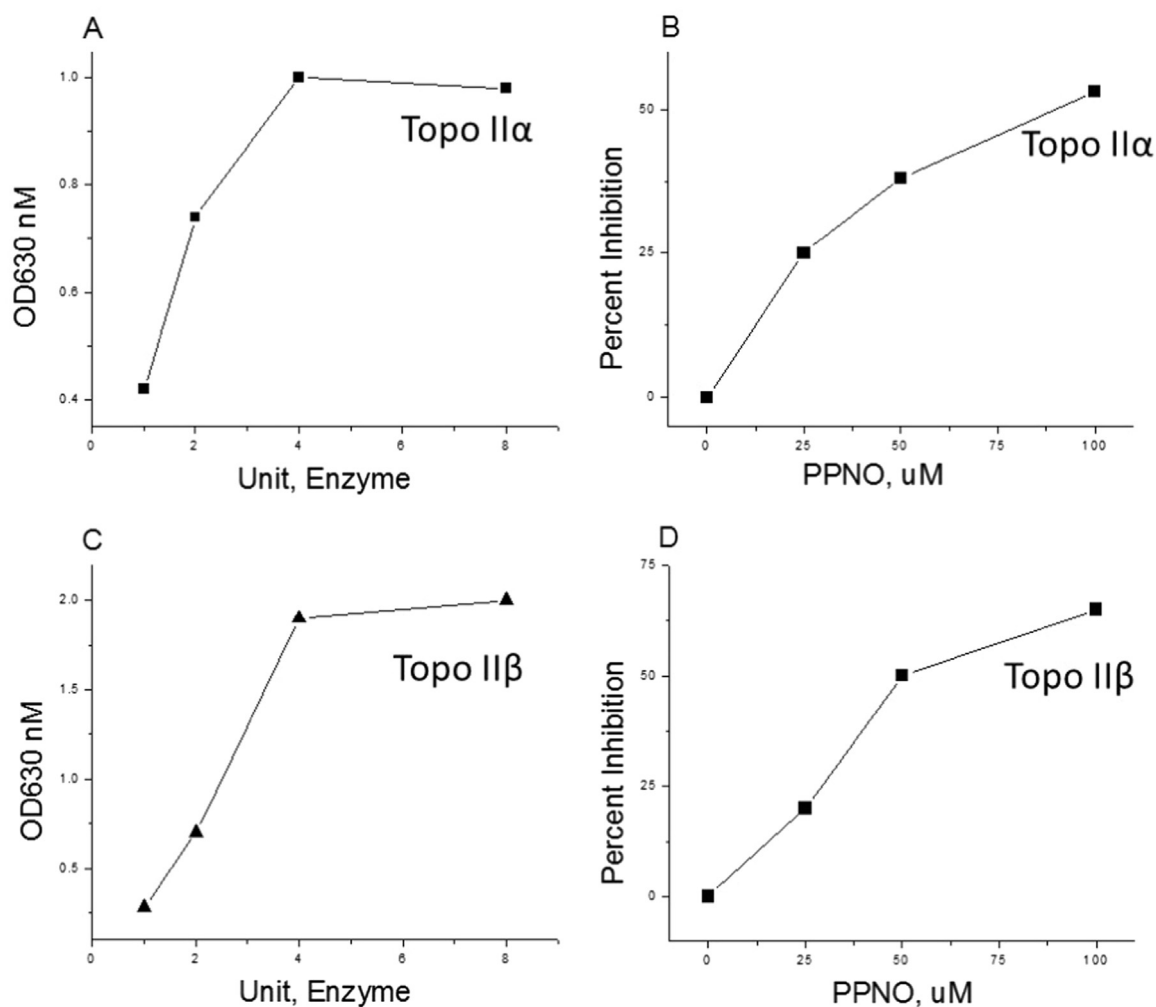 A
OD630 nM
1.0
0.8
0.6
0.4
0
2
4
6
8
Topo IIα
Unit, Enzyme
B
Percent Inhibition
50
25
0
0
25
50
75
100
Topo IIα
PPNO, uM
C
OD630 nM
2.0
1.5
1.0
0.5
0
2
4
6
8
Topo IIβ
Unit, Enzyme
D
Percent Inhibition
75
50
25
0
0
25
50
75
100
Topo IIβ
PPNO, uM